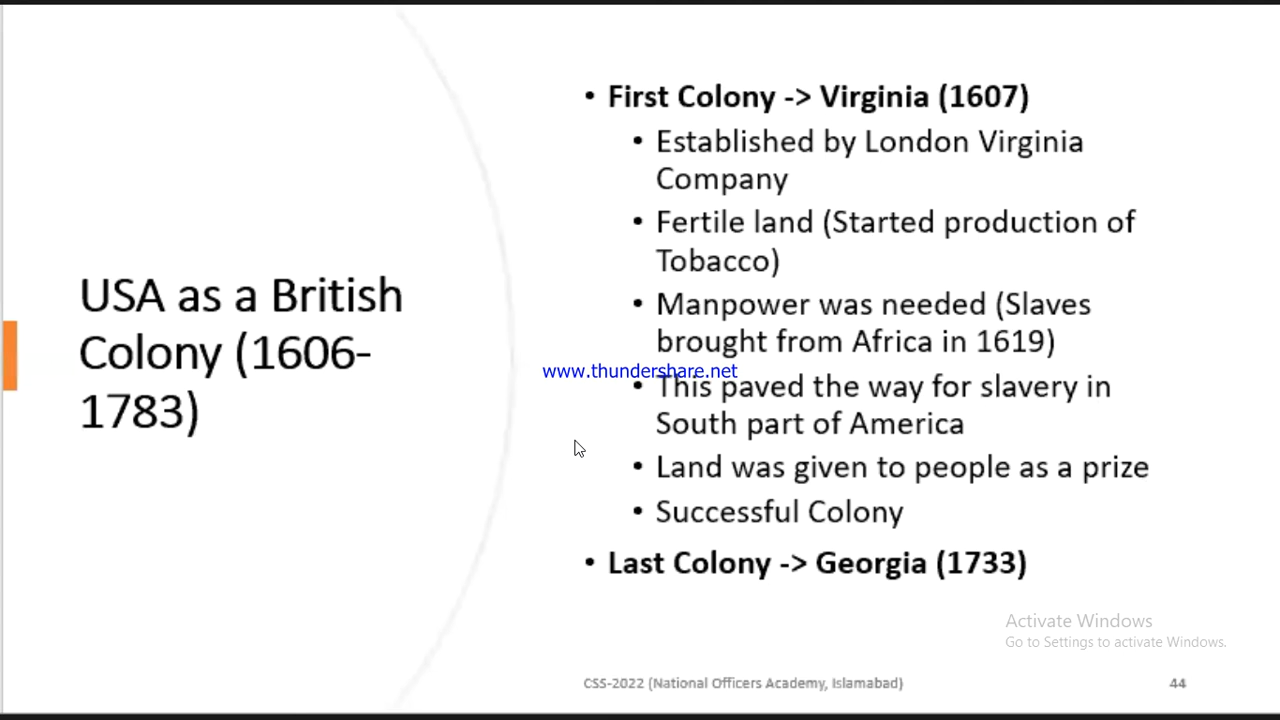 USA as a British
Colony (1606-
1783)
• First Colony -> Virginia (1607)
• Established by London Virginia
Company
• Fertile land (Started production of
Tobacco)
• Manpower was needed (Slaves
brought from Africa in 1619)
www.thundershare.net
• This paved the way for slavery in
South part of America
• Land was given to people as a prize
• Successful Colony
• Last Colony -> Georgia (1733)
Activate Windows
Go to Settings to activate Windows.
CSS-2022 (National Officers Academy, Islamabad)
44